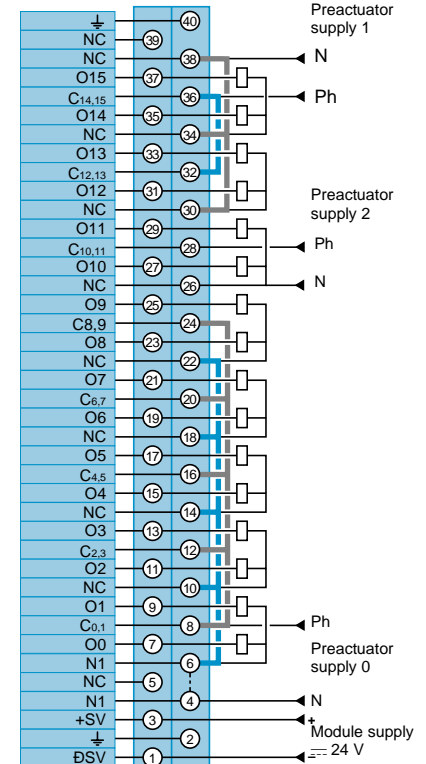 Preactuator
supply 1
⏚ 40
NC 39
NC 38 N
O15 37
C14,15 36 Ph
O14 35
NC 34
O13 33
C12,13 32
O12 31
Preactuator
supply 2
NC 30
O11 29
C10,11 28 Ph
O10 27
NC 26 N
O9 25
C8,9 24
O8 23
NC 22
O7 21
C6,7 20
O6 19
NC 18
O5 17
C4,5 16
O4 15
NC 14
O3 13
C2,3 12
O2 11
NC 10
O1 9
C0,1 8 Ph
O0 7
Preactuator
supply 0
N1 6
NC 5
N1 4 N
+SV 3 +
⏚ 2
Module supply
⎓ 24 V
ÐSV 1 –